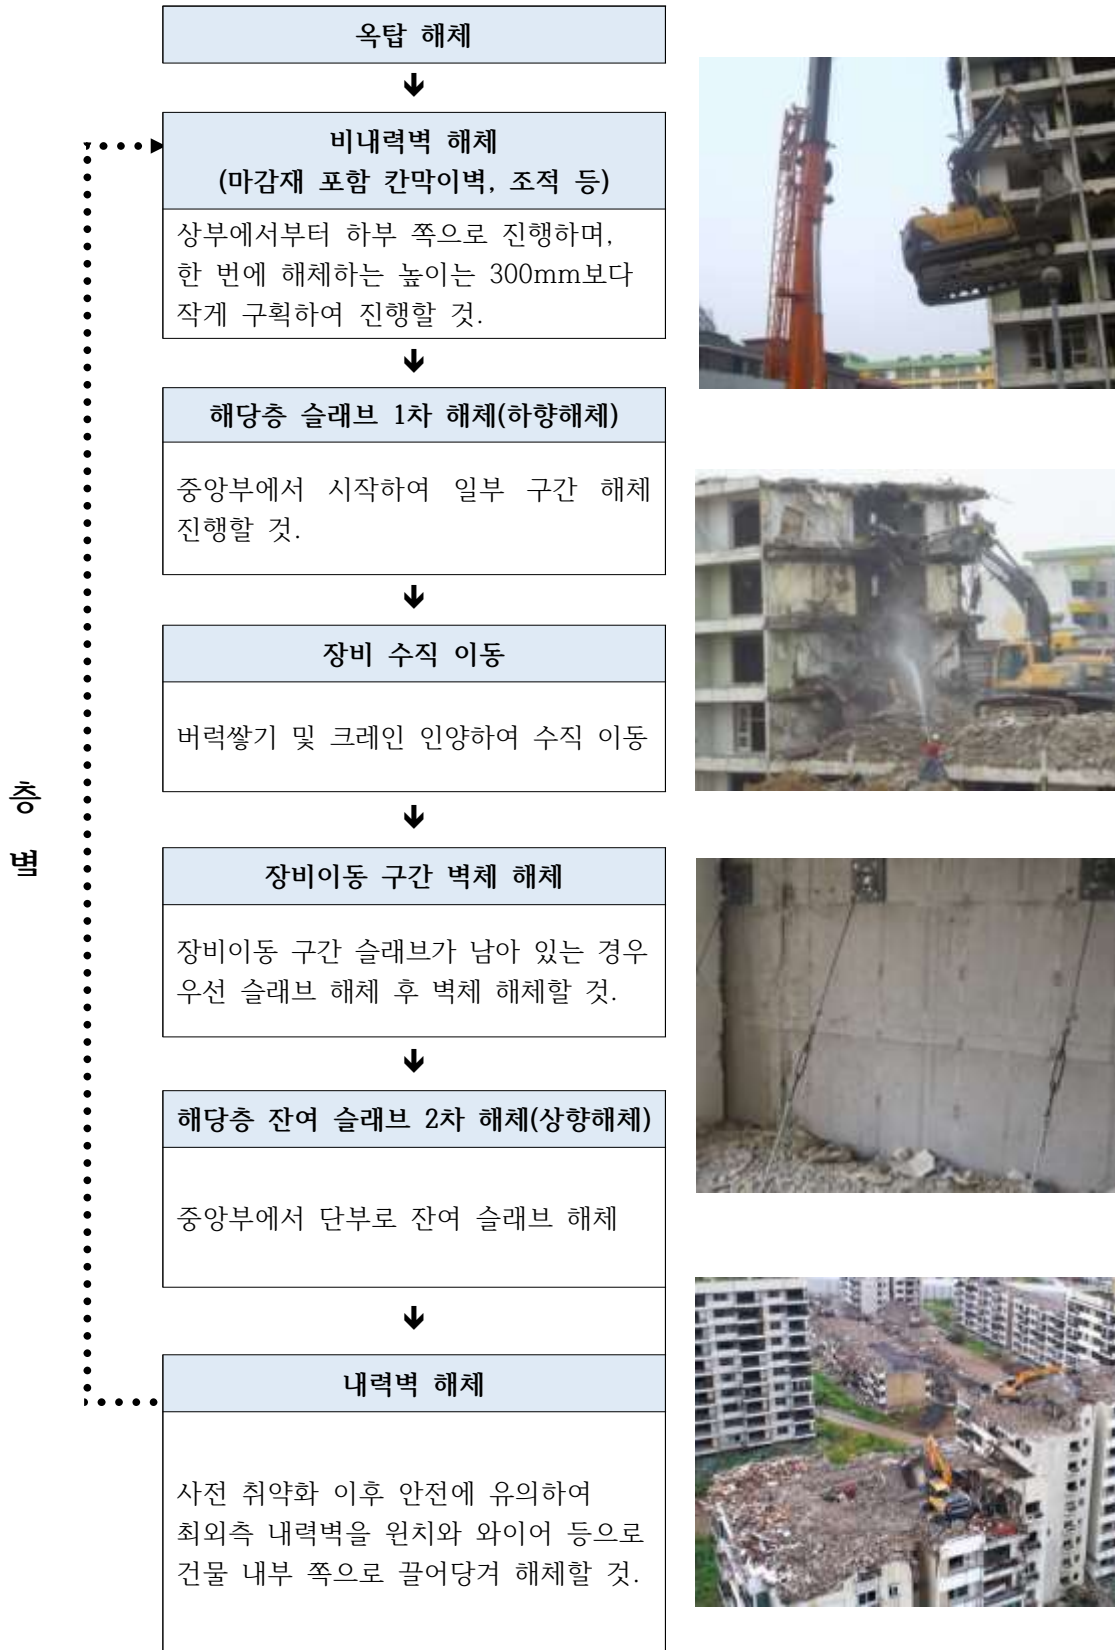 옥탑 해체
비내력벽 해체
(마감재 포함 칸막이벽, 조적 등)
상부에서부터 하부 쪽으로 진행하며,
한 번에 해체하는 높이는 300mm보다
작게 구획하여 진행할 것.
해당층 슬래브 1차 해체(하향해체)
중앙부에서 시작하여 일부 구간 해체
진행할 것.
장비 수직 이동
버럭쌓기 및 크레인 인양하여 수직 이동
층
별
장비이동 구간 벽체 해체
장비이동 구간 슬래브가 남아 있는 경우
우선 슬래브 해체 후 벽체 해체할 것.
해당층 잔여 슬래브 2차 해체(상향해체)
중앙부에서 단부로 잔여 슬래브 해체
내력벽 해체
사전 취약화 이후 안전에 유의하여
최외측 내력벽을 윈치와 와이어 등으로
건물 내부 쪽으로 끌어당겨 해체할 것.